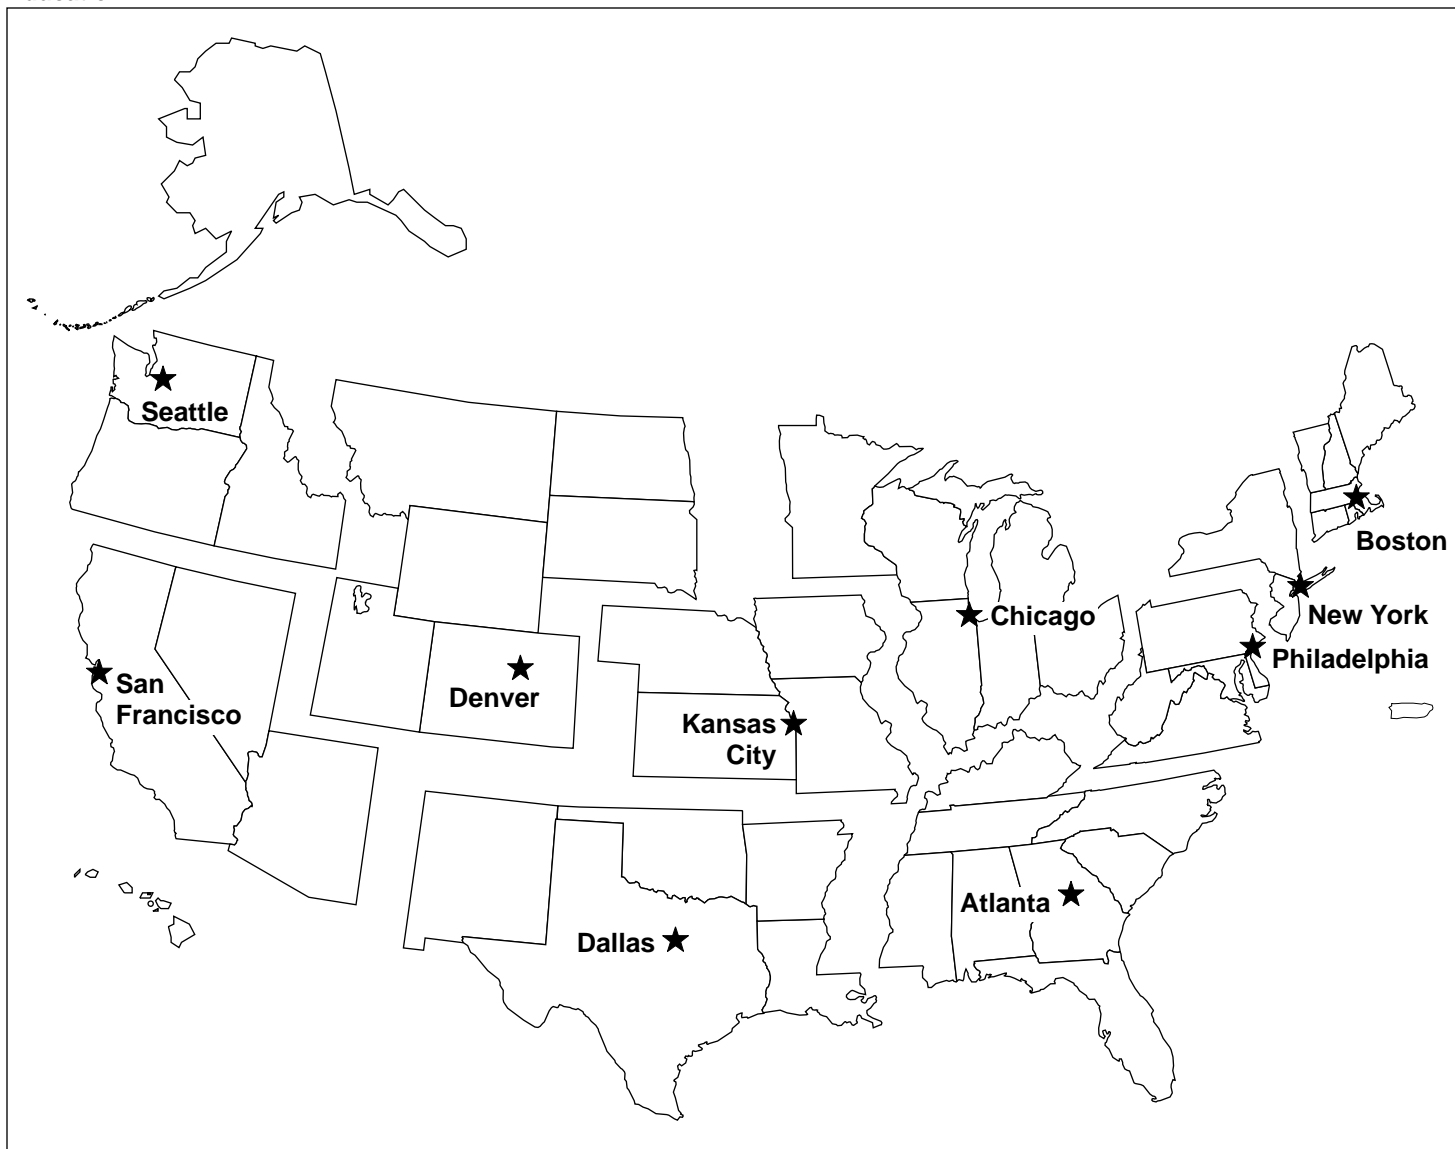 Seattle
Boston
New York
Chicago
Philadelphia
San
Francisco
Denver
Kansas
City
Atlanta
Dallas